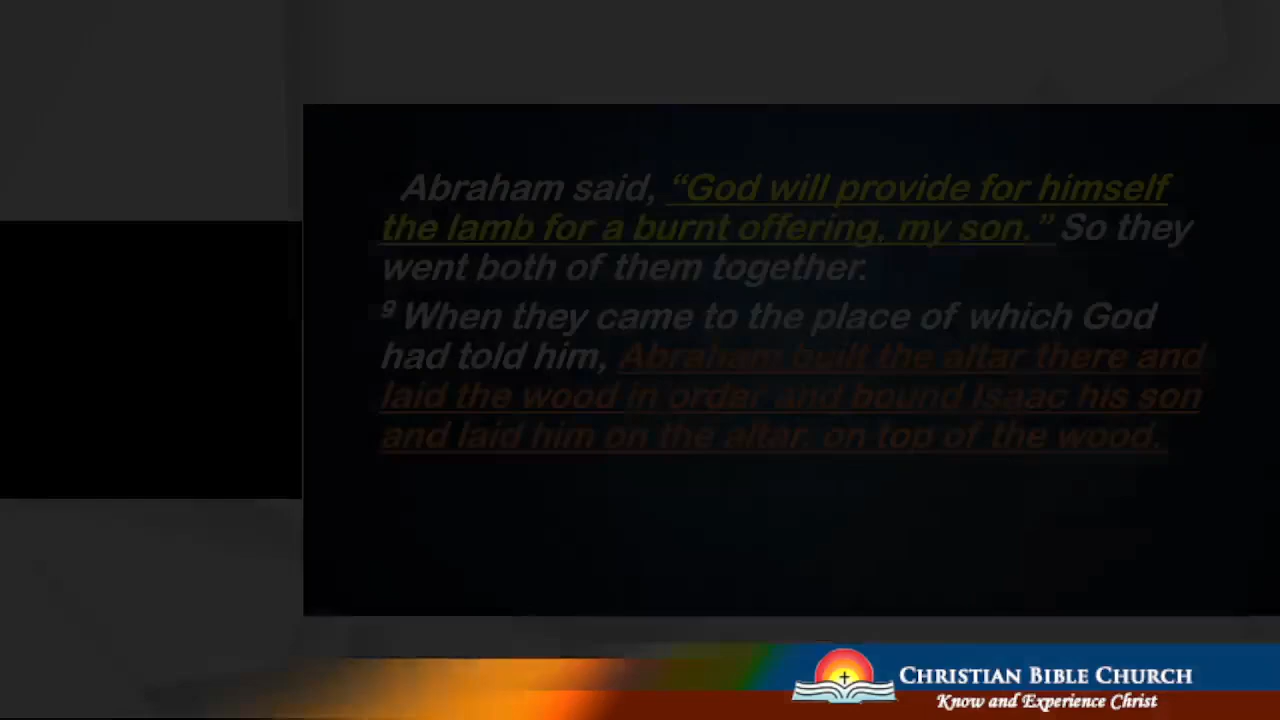 Abraham said, “God will provide for himself
the lamb for a burnt offering, my son.” So they
went both of them together.
9 When they came to the place of which God
had told him, Abraham built the altar there and
laid the wood in order and bound Isaac his son
and laid him on the altar, on top of the wood.
CHRISTIAN BIBLE CHURCH
Know and Experience Christ